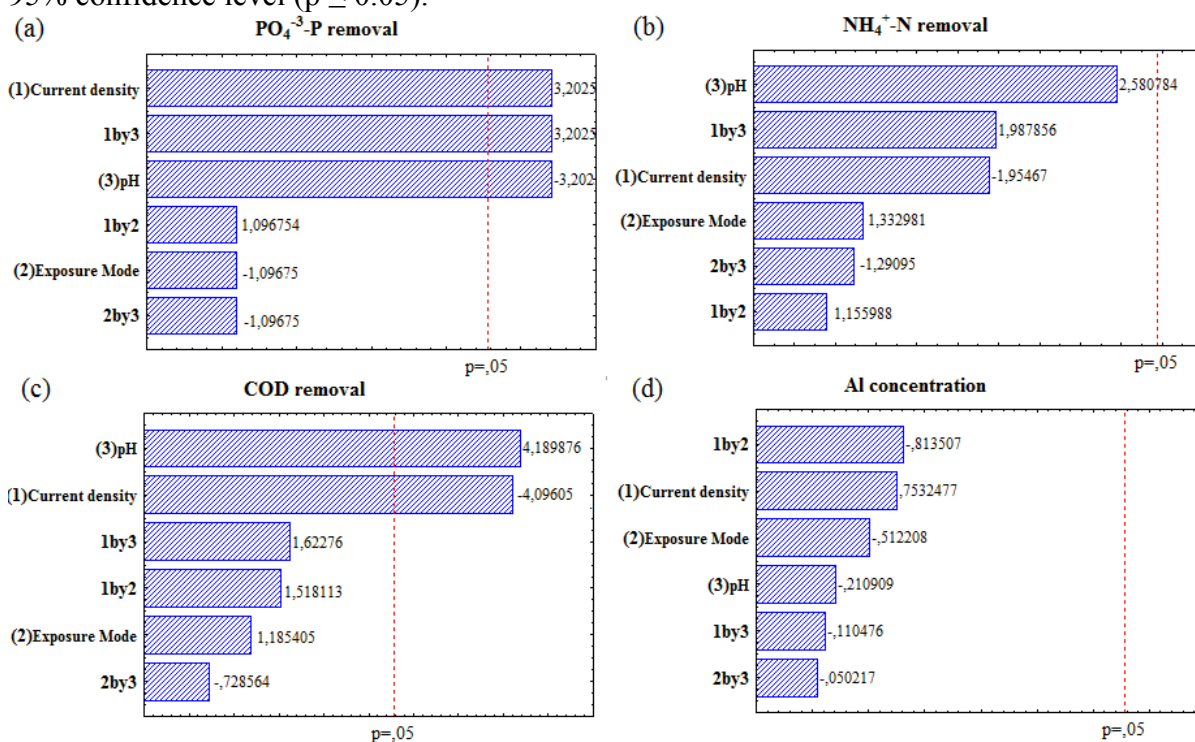 95% confidence level (p ≤ 0.05).
(a) PO₄⁻³-P removal
(1)Current density 3,2025
1by3 3,2025
(3)pH -3,202
1by2 1,096754
(2)Exposure Mode -1,09675
2by3 -1,09675
p=,05
(b) NH₄⁺-N removal
(3)pH 2,580784
1by3 1,987856
(1)Current density -1,95467
(2)Exposure Mode 1,332981
2by3 -1,29095
1by2 1,155988
p=,05
(c) COD removal
(3)pH 4,189876
(1)Current density -4,09605
1by3 1,62276
1by2 1,518113
(2)Exposure Mode 1,185405
2by3 -,728564
p=,05
(d) Al concentration
1by2 -,813507
(1)Current density ,7532477
(2)Exposure Mode -,512208
(3)pH -,210909
1by3 -,110476
2by3 -,050217
p=,05